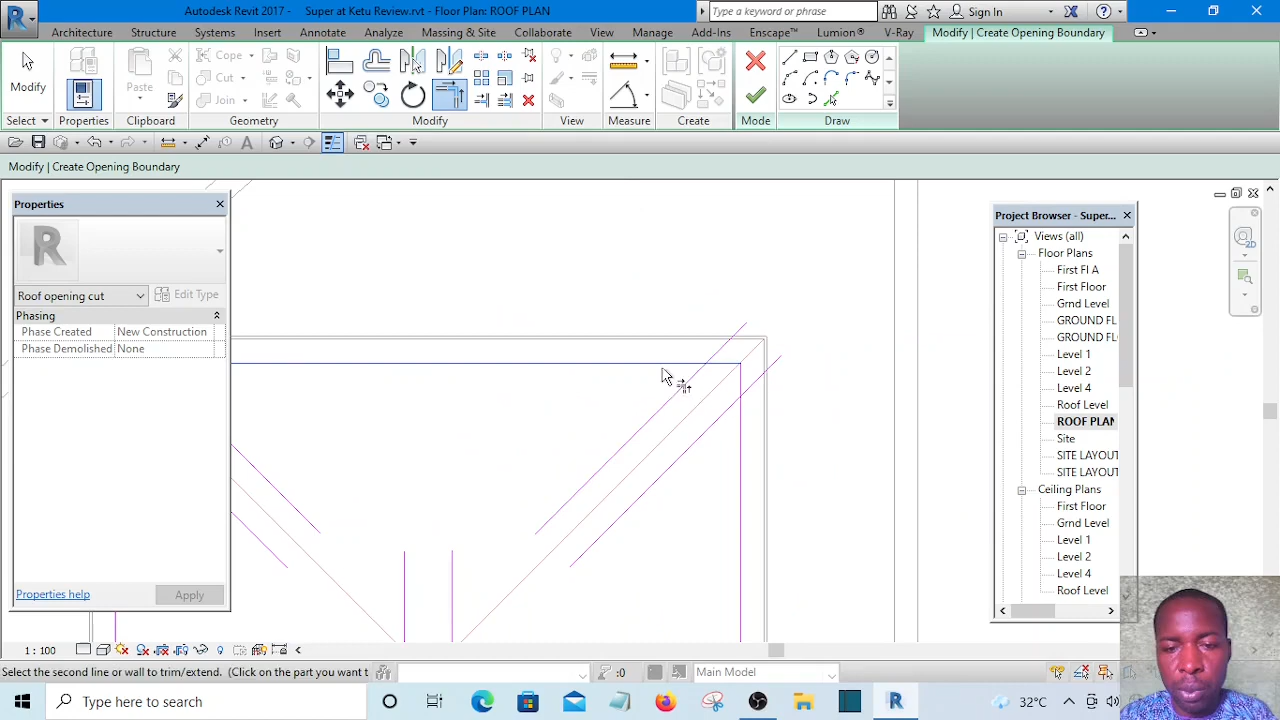 Autodesk Revit 2017 - Super at Ketu Review.rvt - Floor Plan: ROOF PLAN
Type a keyword or phrase
Sign In
Architecture Structure Systems Insert Annotate Analyze Massing & Site Collaborate View Manage Add-Ins Enscape™ Lumion® V-Ray Modify | Create Opening Boundary
Modify
Paste
Cope
Cut
Join
Select Properties Clipboard Geometry Modify View Measure Create Mode Draw
Modify | Create Opening Boundary
Properties
Roof opening cut
Edit Type
Phasing
Phase Created New Construction
Phase Demolished None
Properties help
Apply
Project Browser - Super...
Views (all)
Floor Plans
First Fl A
First Floor
Grnd Level
GROUND FL
GROUND FL
Level 1
Level 2
Level 4
Roof Level
ROOF PLAN
Site
SITE LAYOUT
SITE LAYOUT
Ceiling Plans
First Floor
Grnd Level
Level 1
Level 2
Level 4
Roof Level
2D
1 : 100
Select the second line or wall to trim/extend. (Click on the part you want
:0
Main Model
Type here to search
32°C